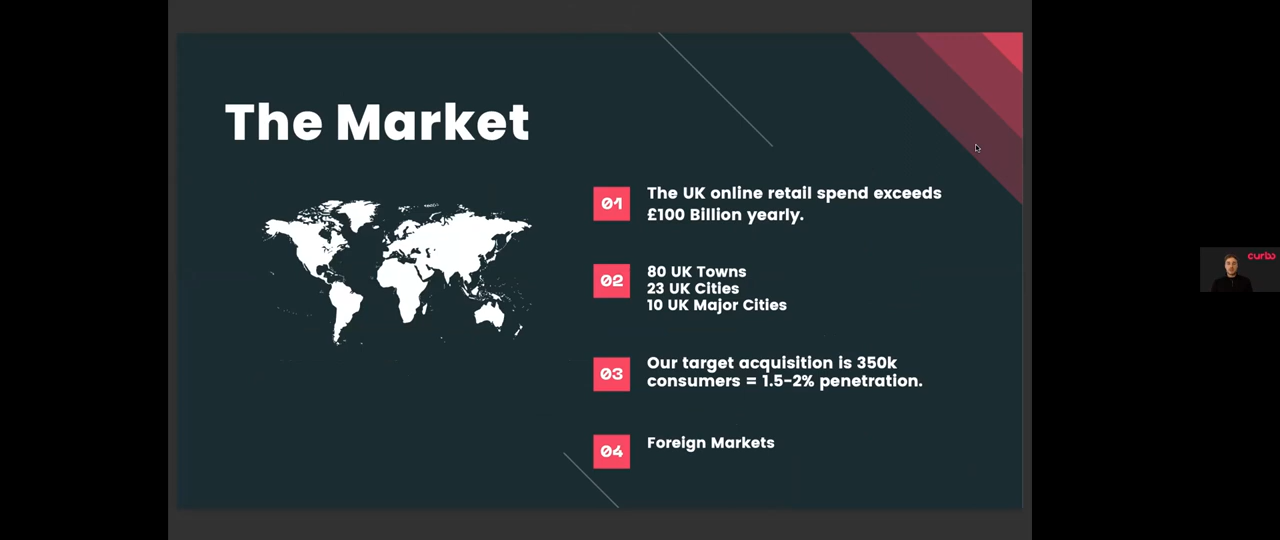 The Market
01
The UK online retail spend exceeds
£100 Billion yearly.
02
80 UK Towns
23 UK Cities
10 UK Major Cities
03
Our target acquisition is 350k
consumers = 1.5-2% penetration.
04
Foreign Markets
curbo